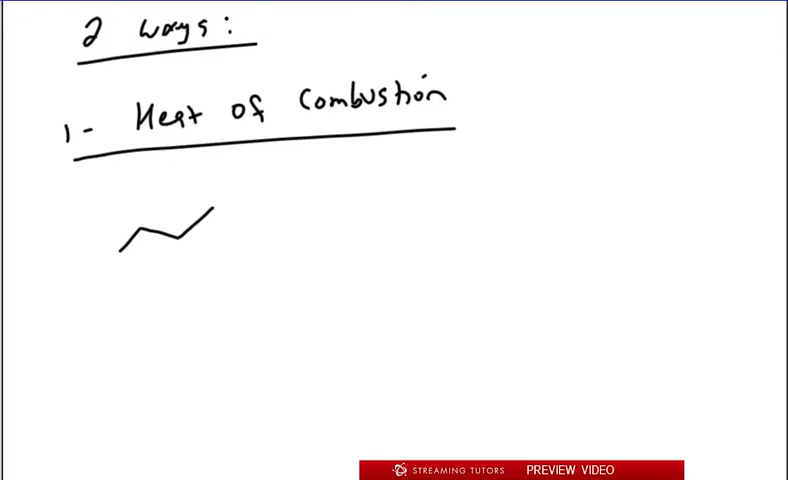 2 ways:
1- Heat of Combustion
STREAMING TUTORS PREVIEW VIDEO